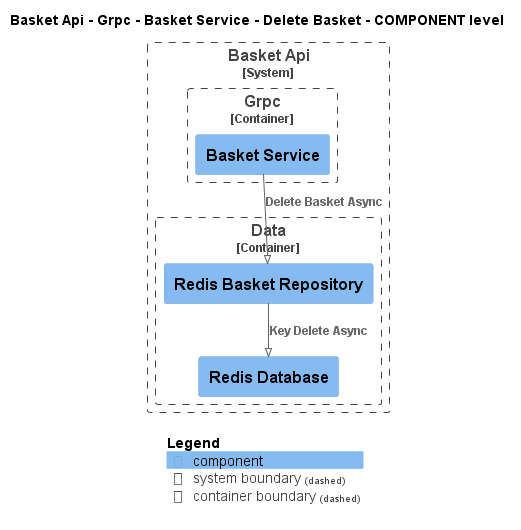 Basket Api - Grpc - Basket Service - Delete Basket - COMPONENT level
Basket Api
[System]
Grpc
[Container]
Basket Service
Delete Basket Async
Data
[Container]
Redis Basket Repository
Key Delete Async
Redis Database
Legend
component
system boundary (dashed)
container boundary (dashed)